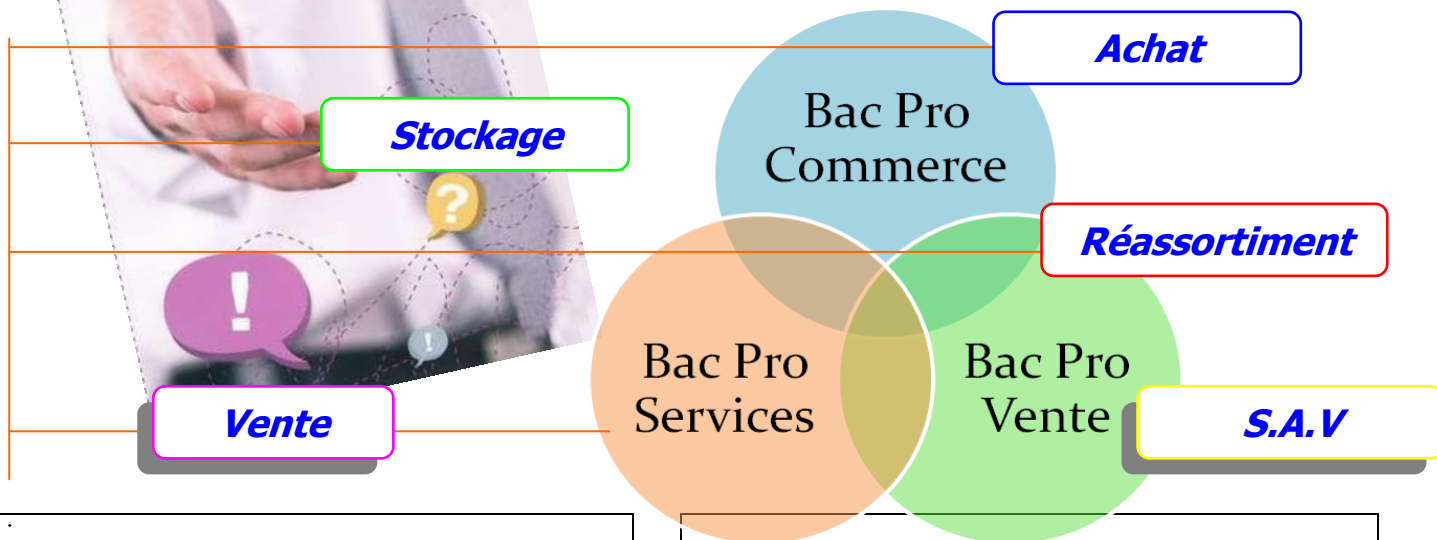 Achat
Bac Pro
Commerce
Stockage
?
Réassortiment
!
!
Bac Pro
Services
Bac Pro
Vente
Vente
S.A.V
.